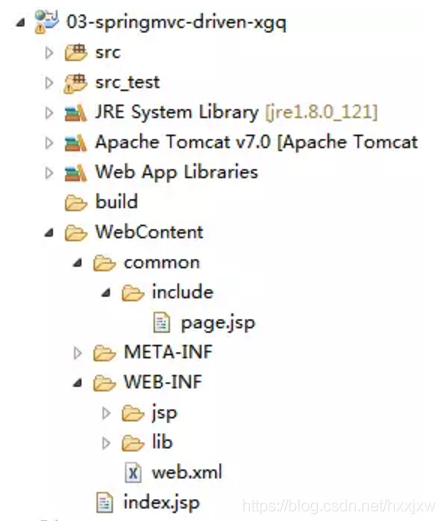 03-springmvc-driven-xgq
src
src_test
JRE System Library [jre1.8.0_121]
Apache Tomcat v7.0 [Apache Tomcat
Web App Libraries
build
WebContent
common
include
page.jsp
META-INF
WEB-INF
jsp
lib
web.xml
index.jsp
https://blog.csdn.net/hxxjxw